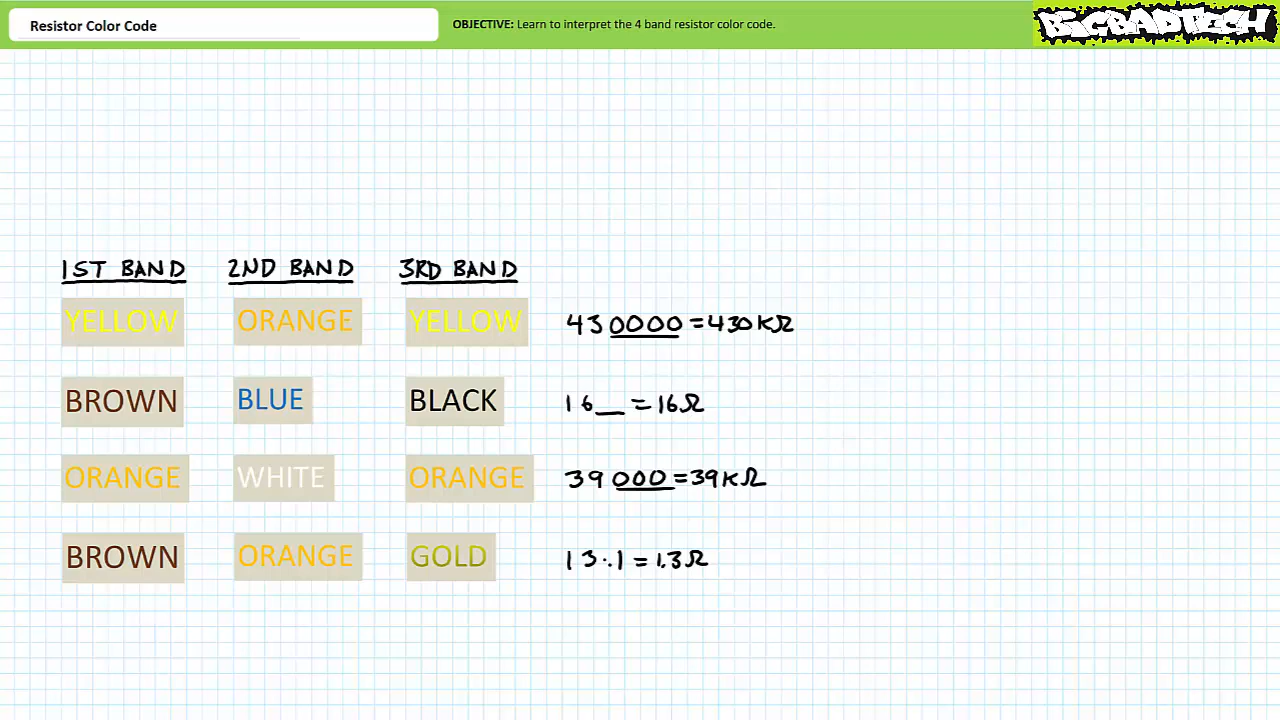 Resistor Color Code
OBJECTIVE: Learn to interpret the 4 band resistor color code.
BIGBADTECH
1ST BAND 2ND BAND 3RD BAND
YELLOW ORANGE YELLOW 430000=430KΩ
BROWN BLUE BLACK 16_=16Ω
ORANGE WHITE ORANGE 39000=39KΩ
BROWN ORANGE GOLD 13·.1=1.3Ω